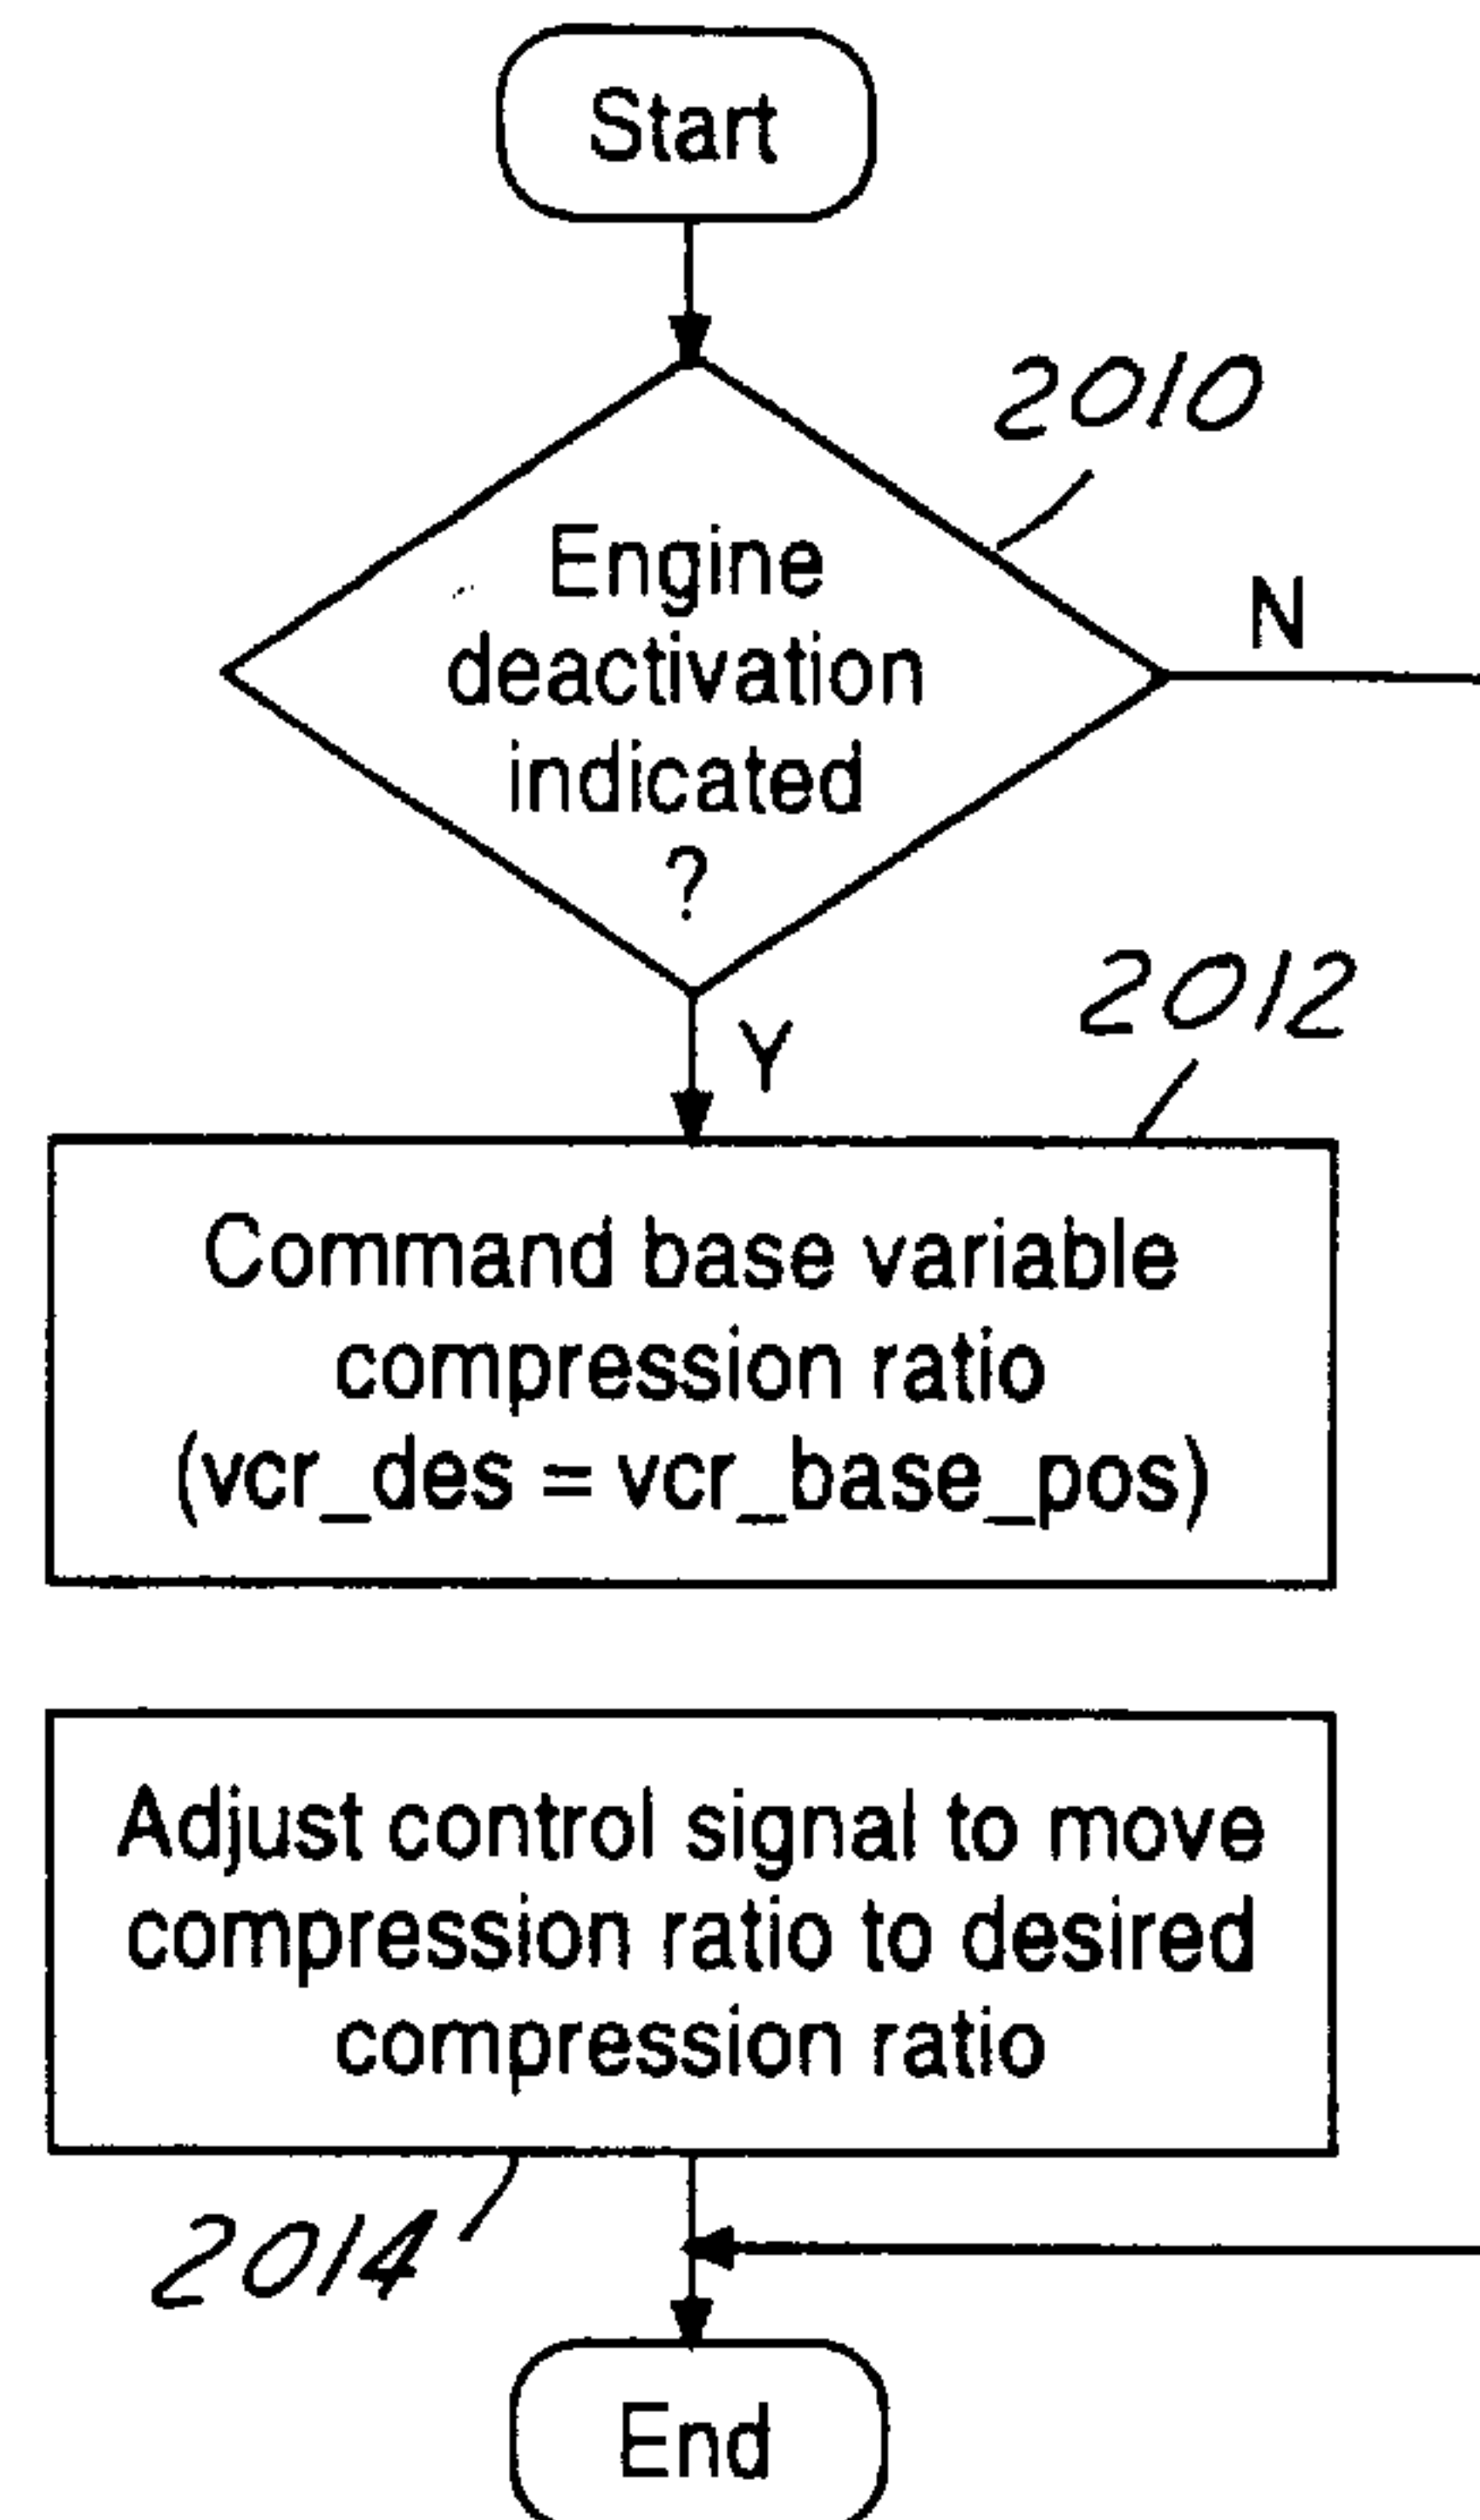 Start
2010
Engine
deactivation
indicated
?
N
Y
2012
Command base variable
compression ratio
(vcr_des = vcr_base_pos)
Adjust control signal to move
compression ratio to desired
compression ratio
2014
End